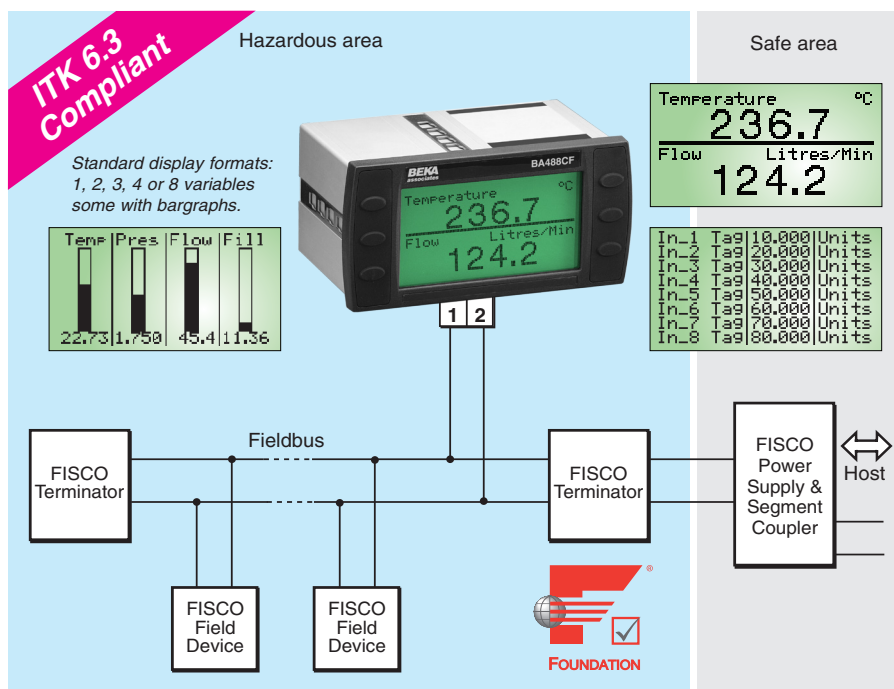 ITK 6.3
Compliant
Hazardous area
Safe area
Standard display formats:
1, 2, 3, 4 or 8 variables
some with bargraphs.
Temp Pres Flow Fill
22.73 1.750 45.4 11.36
BEKA
associates
BA488CF
Temperature °C
236.7
Flow Litres/Min
124.2
1 2
Temperature °C
236.7
Flow Litres/Min
124.2
In_1 Tag 10.000 Units
In_2 Tag 20.000 Units
In_3 Tag 30.000 Units
In_4 Tag 40.000 Units
In_5 Tag 50.000 Units
In_6 Tag 60.000 Units
In_7 Tag 70.000 Units
In_8 Tag 80.000 Units
Fieldbus
FISCO
Terminator
FISCO
Terminator
FISCO
Power
Supply &
Segment
Coupler
Host
FISCO
Field
Device
FISCO
Field
Device
®
FOUNDATION